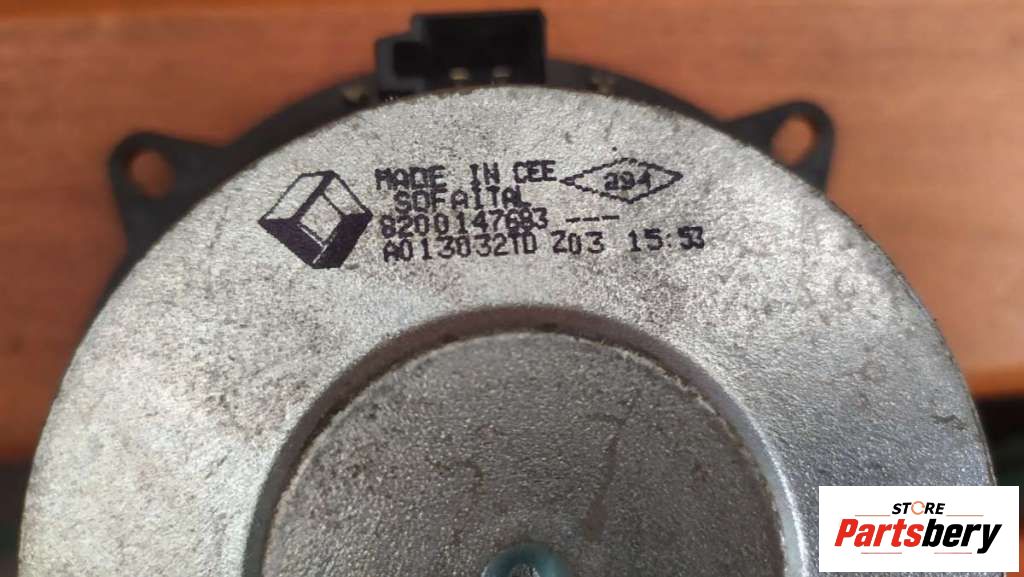 MADE IN CEE
294
SOFAITAL
8200147683 ---
A0130321D Z03 15:53
STORE
Partsbery